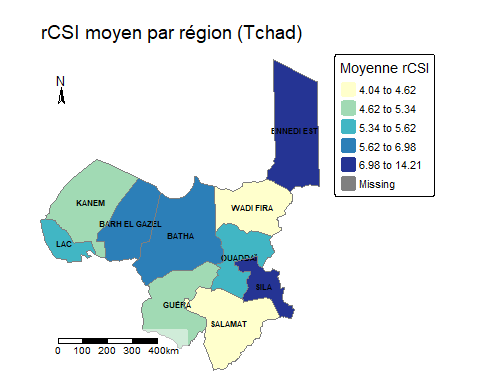 rCSI moyen par région (Tchad)
N
Moyenne rCSI
4.04 to 4.62
4.62 to 5.34
5.34 to 5.62
5.62 to 6.98
6.98 to 14.21
Missing
ENNEDI EST
KANEM
WADI FIRA
BARH EL GAZEL
BATHA
LAC
OUADDAÏ
SILA
GUÉRA
SALAMAT
0 100 200 300 400km